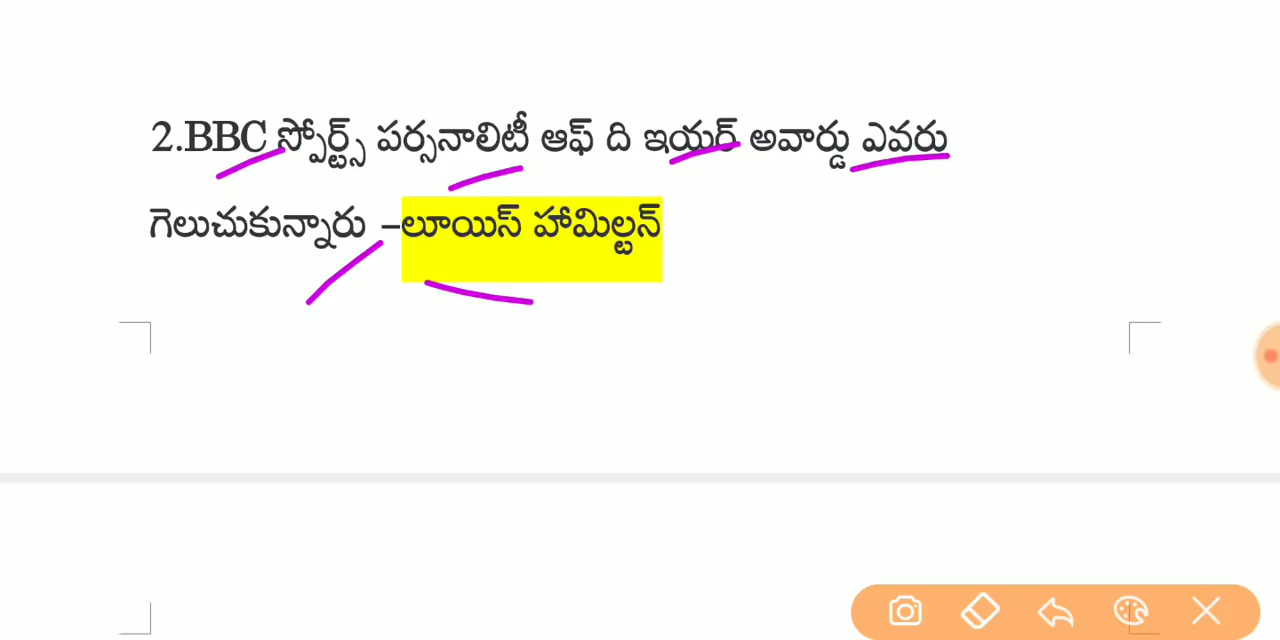 2.BBC స్పోర్ట్స్ పర్సనాలిటీ ఆఫ్ ది ఇయర్ అవార్డు ఎవరు
గెలుచుకున్నారు –లూయిస్ హామిల్టన్